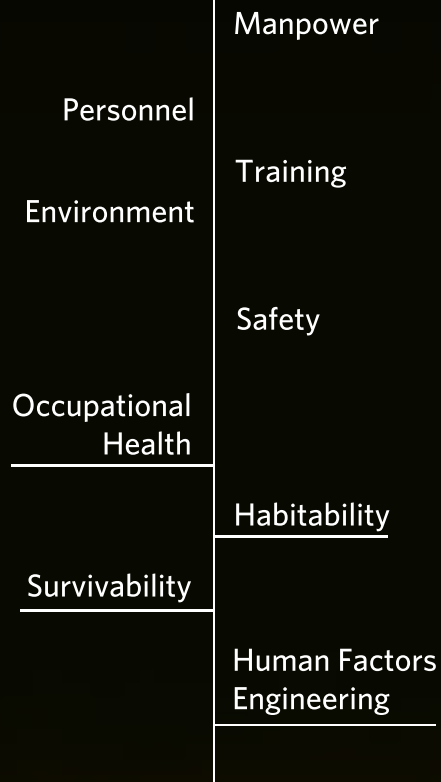 Manpower
Personnel
Training
Environment
Safety
Occupational
Health
Habitability
Survivability
Human Factors
Engineering